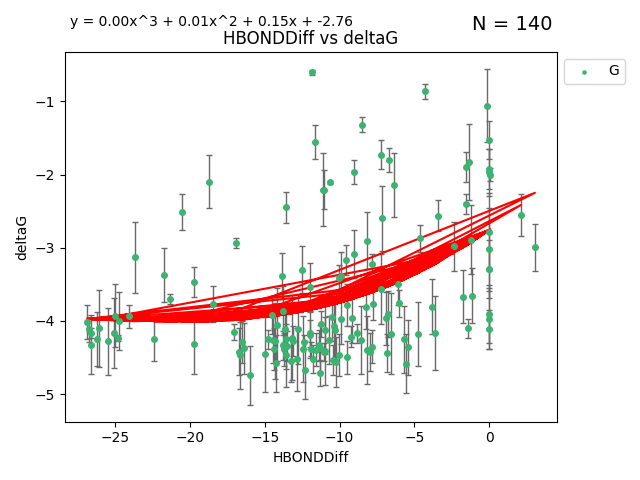 y = 0.00x^3 + 0.01x^2 + 0.15x + -2.76
N = 140
HBONDDiff vs deltaG
G
deltaG
−1
−2
−3
−4
−5
−25
−20
−15
−10
−5
0
HBONDDiff